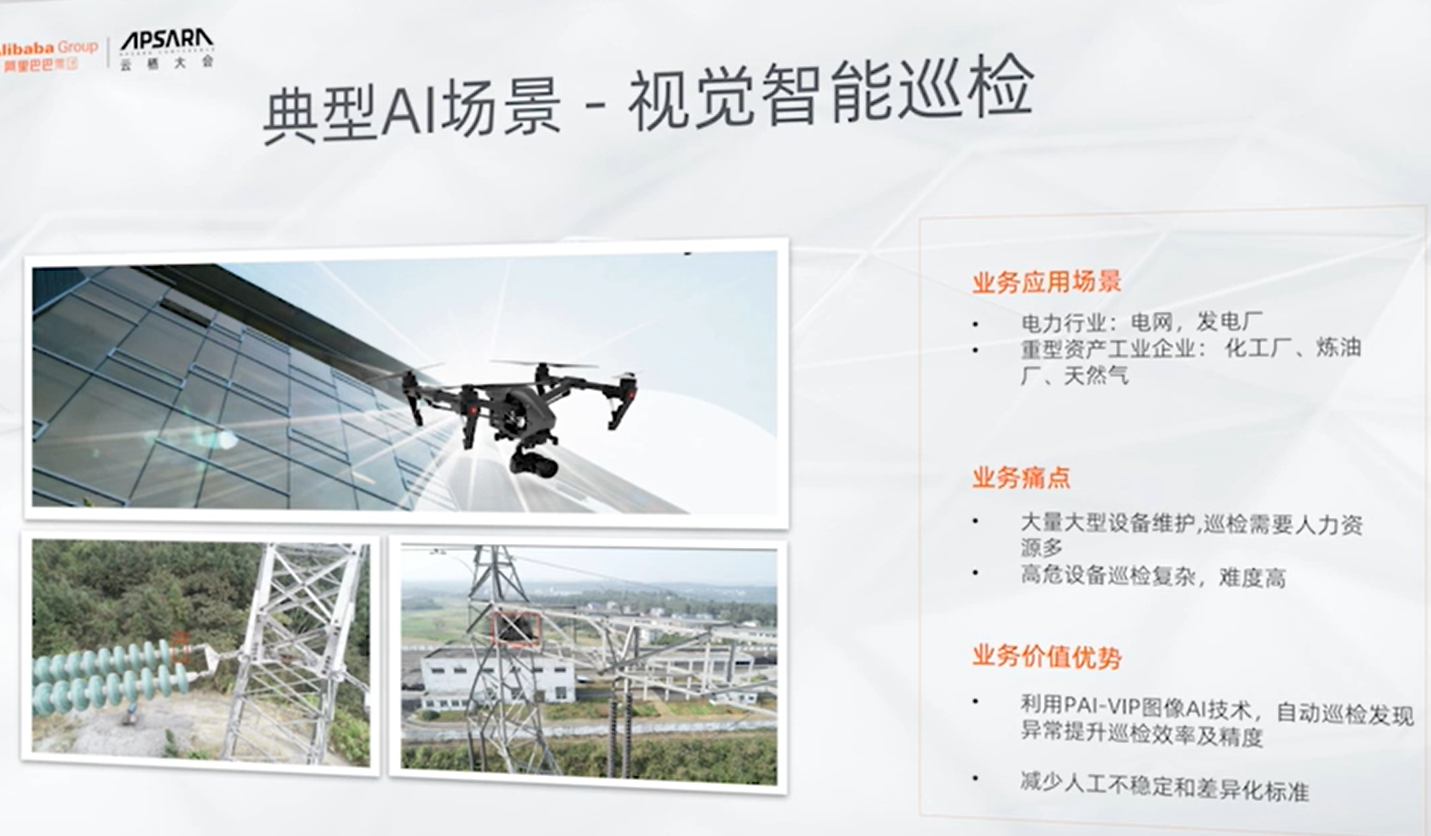 Alibaba Group
阿里巴巴集团
APSARA
云栖大会
典型AI场景 - 视觉智能巡检
业务应用场景
• 电力行业：电网，发电厂
• 重型资产工业企业： 化工厂、炼油
厂、天然气
业务痛点
• 大量大型设备维护,巡检需要人力资
源多
• 高危设备巡检复杂，难度高
业务价值优势
• 利用PAI-VIP图像AI技术，自动巡检发现
异常提升巡检效率及精度
• 减少人工不稳定和差异化标准